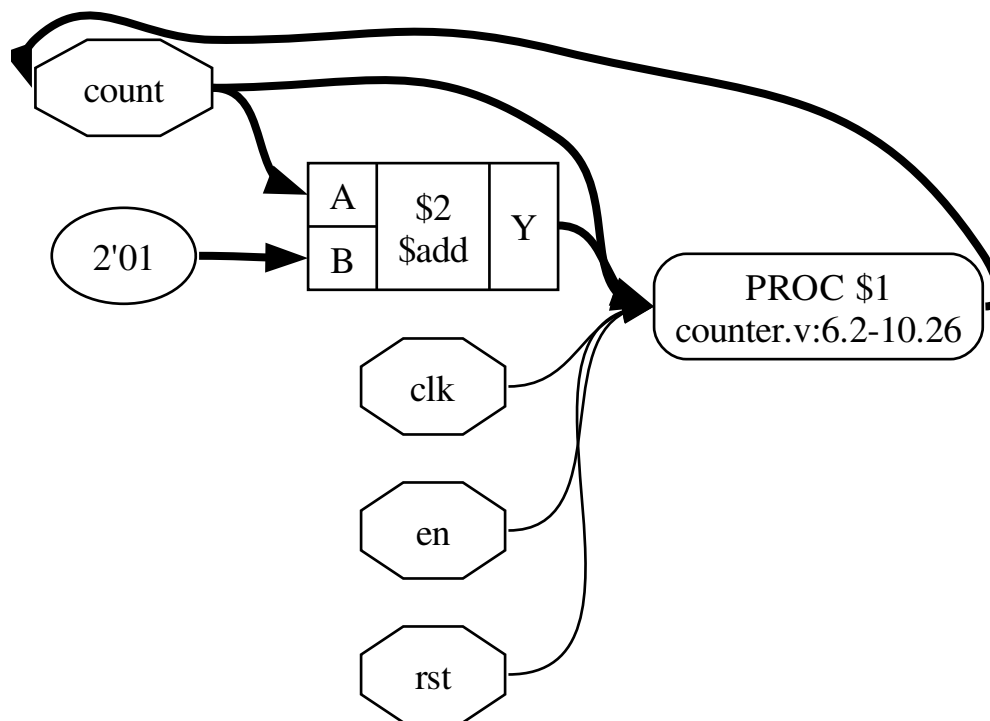 count
A
$2
$add
Y
2'01
B
PROC $1
counter.v:6.2-10.26
clk
en
rst